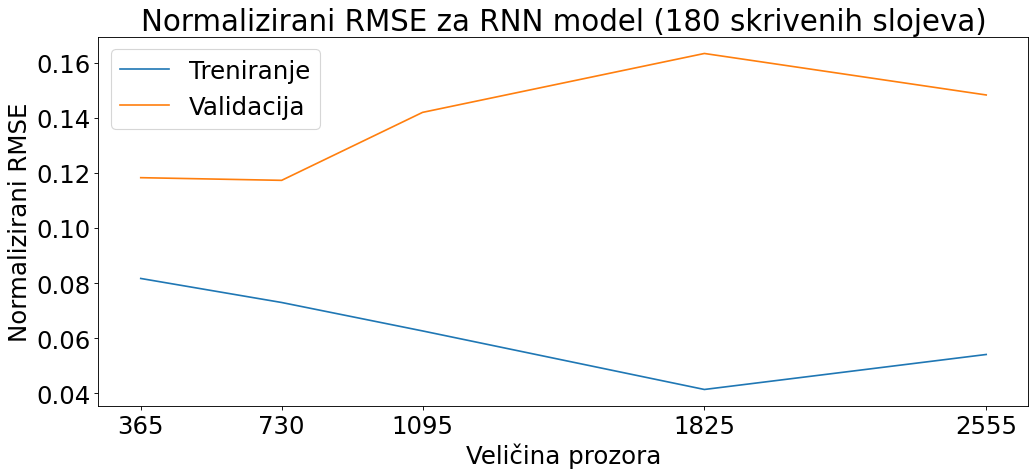 Normalizirani RMSE za RNN model (180 skrivenih slojeva)
Treniranje
Validacija
Normalizirani RMSE
0.16
0.14
0.12
0.10
0.08
0.06
0.04
365 730 1095 1825 2555
Veličina prozora